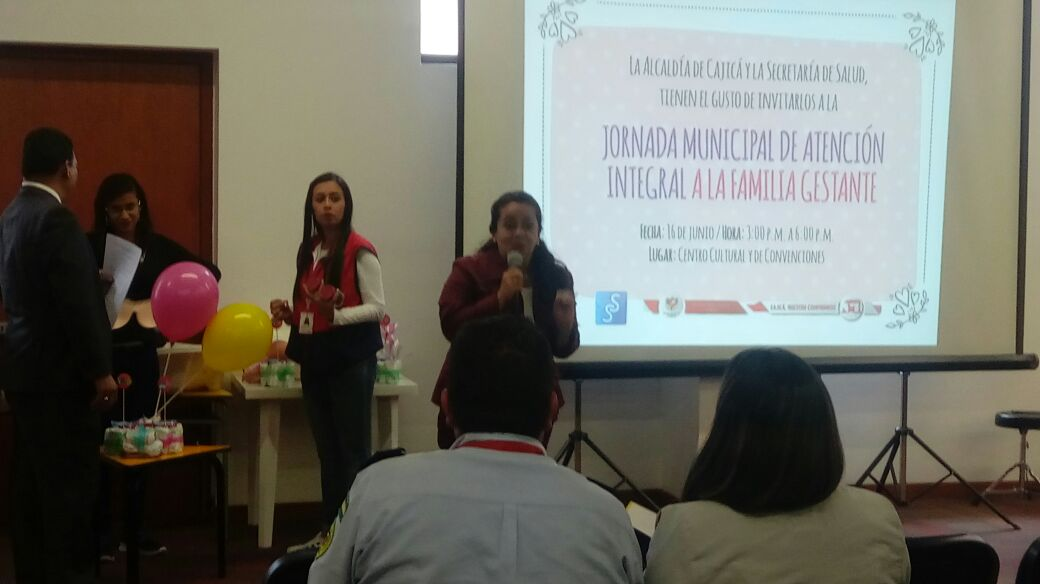 La Alcaldía de Cajicá y la Secretaría de Salud,
tienen el gusto de invitarlos a la
JORNADA MUNICIPAL DE ATENCIÓN
INTEGRAL A LA FAMILIA GESTANTE
Fecha: 16 de junio / Hora: 3:00 p.m. a 6:00 p.m.
Lugar: Centro Cultural y de Convenciones